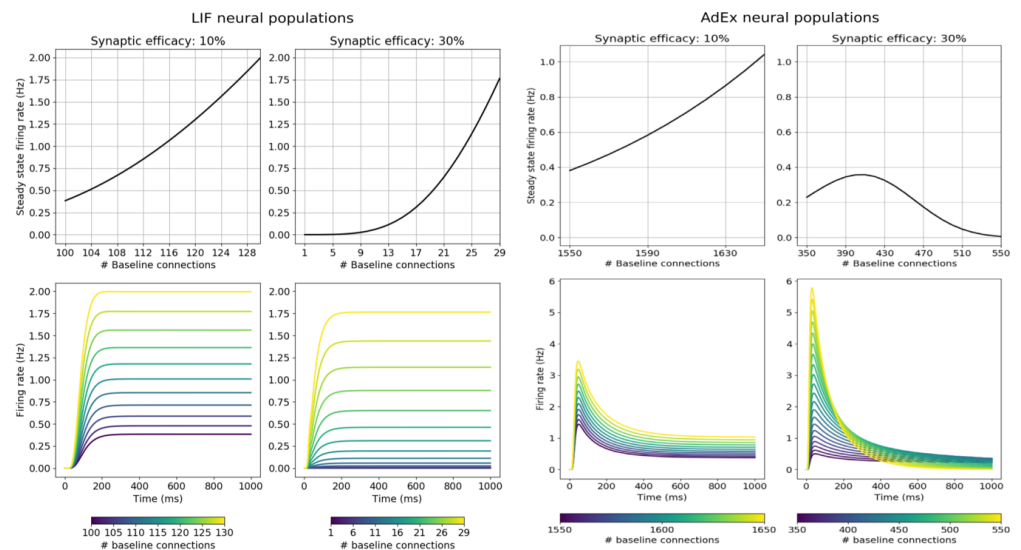 LIF neural populations
AdEx neural populations
Synaptic efficacy: 10%
Synaptic efficacy: 30%
Synaptic efficacy: 10%
Synaptic efficacy: 30%
Steady state firing rate (Hz)
2.00
1.75
1.50
1.25
1.00
0.75
0.50
0.25
0.00
100 104 108 112 116 120 124 128
# Baseline connections
2.00
1.75
1.50
1.25
1.00
0.75
0.50
0.25
0.00
1 5 9 13 17 21 25 29
# Baseline connections
Steady state firing rate (Hz)
1.0
0.8
0.6
0.4
0.2
0.0
1550 1590 1630
# Baseline connections
1.0
0.8
0.6
0.4
0.2
0.0
350 390 430 470 510 550
# Baseline connections
Firing rate (Hz)
2.00
1.75
1.50
1.25
1.00
0.75
0.50
0.25
0.00
0 200 400 600 800 1000
Time (ms)
2.00
1.75
1.50
1.25
1.00
0.75
0.50
0.25
0.00
0 200 400 600 800 1000
Time (ms)
Firing rate (Hz)
6
5
4
3
2
1
0
0 200 400 600 800 1000
Time (ms)
6
5
4
3
2
1
0
0 200 400 600 800 1000
Time (ms)
100 105 110 115 120 125 130
# baseline connections
1 6 11 16 21 26 29
# baseline connections
1550 1600 1650
# baseline connections
350 400 450 500 550
# baseline connections